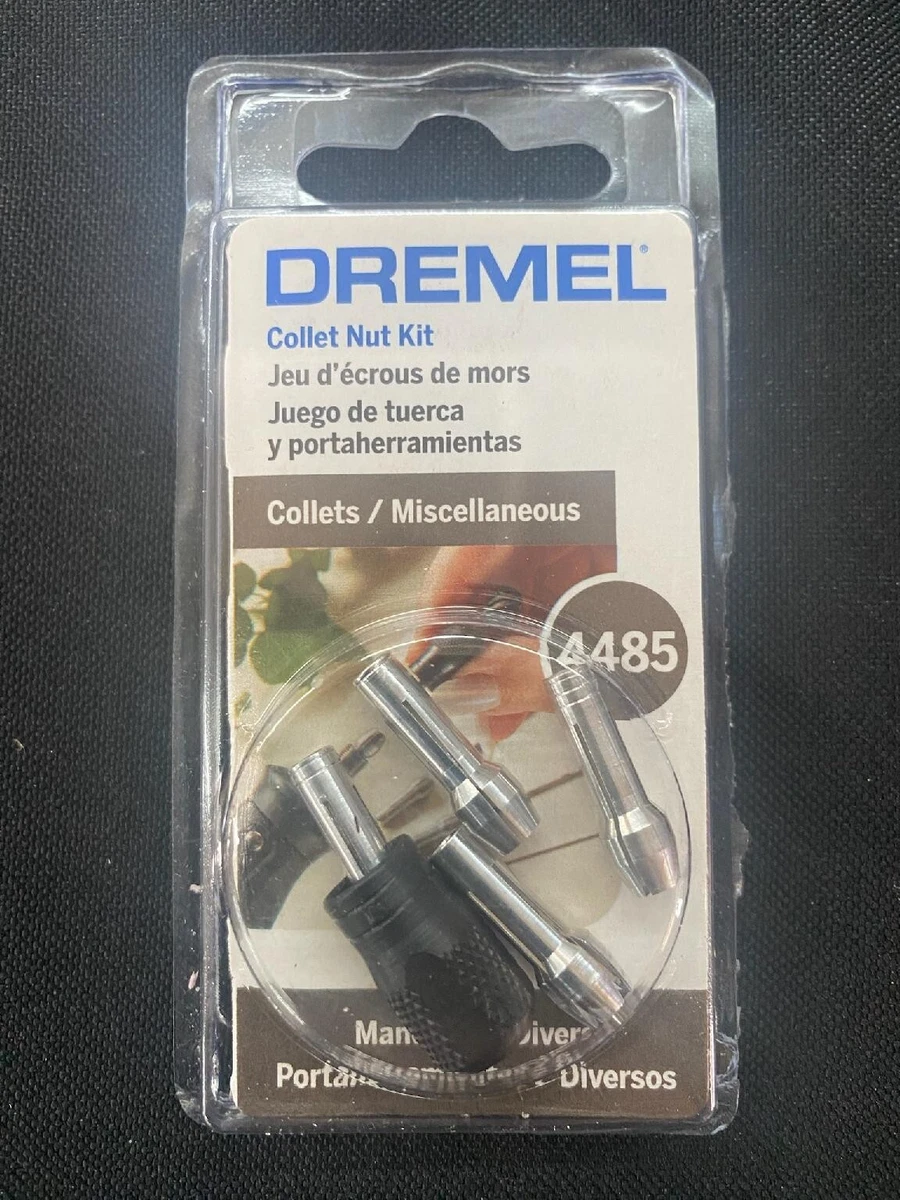 DREMEL®
Collet Nut Kit
Jeu d'écrous de mors
Juego de tuerca
y portaherramientas
Collets / Miscellaneous
4485
Diversos